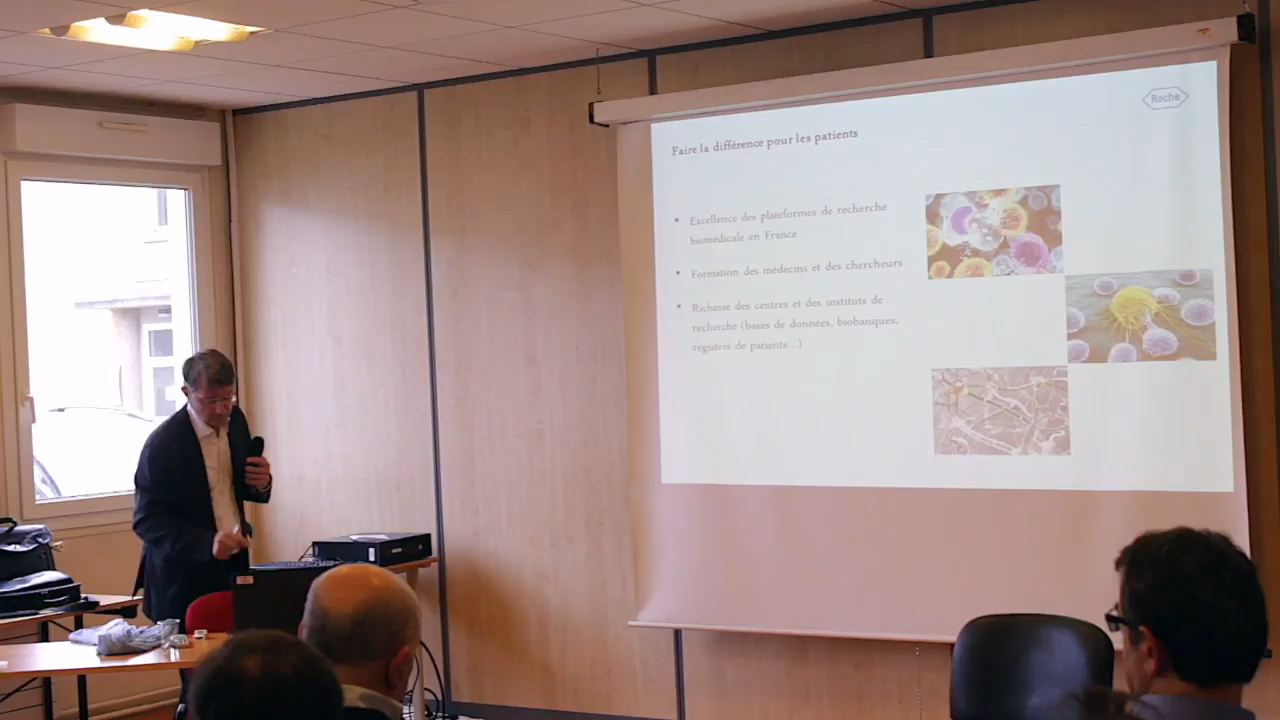 Roche
Faire la différence pour les patients
• Excellence des plateformes de recherche
biomédicale en France
• Formation des médecins et des chercheurs
• Richesse des centres et des instituts de
recherche (bases de données, biobanques,
registres de patients...)